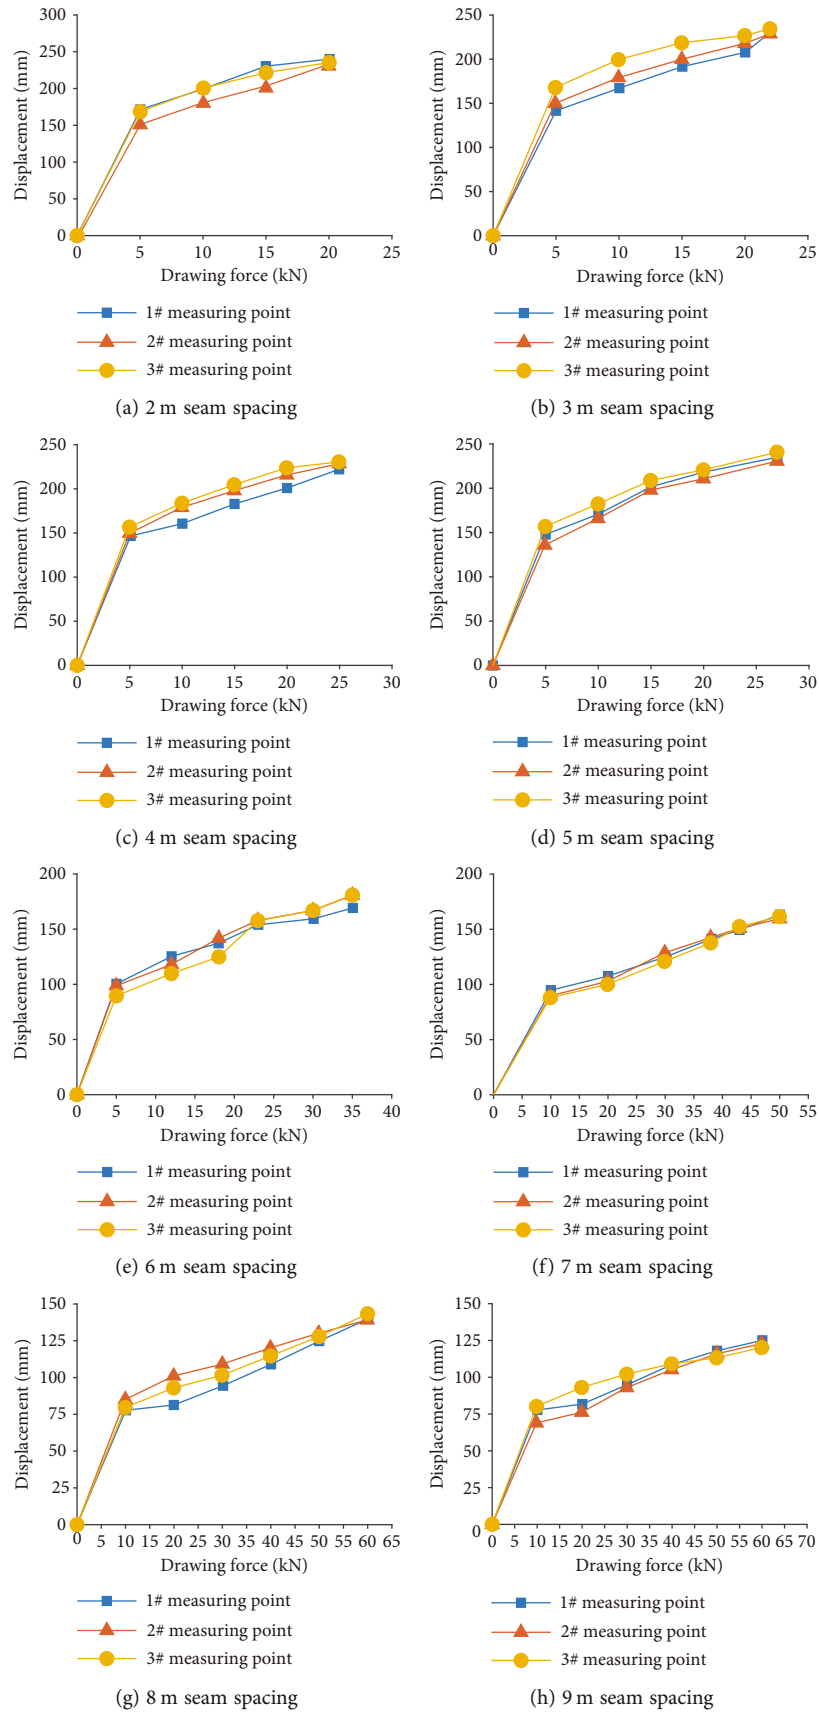 300
250
200
150
100
50
0
Displacement (mm)
0 5 10 15 20 25
Drawing force (kN)
1# measuring point
2# measuring point
3# measuring point
(a) 2 m seam spacing
250
200
150
100
50
0
Displacement (mm)
0 5 10 15 20 25
Drawing force (kN)
1# measuring point
2# measuring point
3# measuring point
(b) 3 m seam spacing
250
200
150
100
50
0
Displacement (mm)
0 5 10 15 20 25 30
Drawing force (kN)
1# measuring point
2# measuring point
3# measuring point
(c) 4 m seam spacing
250
200
150
100
50
0
Displacement (mm)
0 5 10 15 20 25 30
Drawing force (kN)
1# measuring point
2# measuring point
3# measuring point
(d) 5 m seam spacing
200
150
100
50
0
Displacement (mm)
0 5 10 15 20 25 30 35 40
Drawing force (kN)
1# measuring point
2# measuring point
3# measuring point
(e) 6 m seam spacing
200
150
100
50
0
Displacement (mm)
0 5 10 15 20 25 30 35 40 45 50 55
Drawing force (kN)
1# measuring point
2# measuring point
3# measuring point
(f) 7 m seam spacing
150
125
100
75
50
25
0
Displacement (mm)
0 5 10 15 20 25 30 35 40 45 50 55 60 65
Drawing force (kN)
1# measuring point
2# measuring point
3# measuring point
(g) 8 m seam spacing
150
125
100
75
50
25
0
Displacement (mm)
0 5 10 15 20 25 30 35 40 45 50 55 60 65 70
Drawing force (kN)
1# measuring point
2# measuring point
3# measuring point
(h) 9 m seam spacing